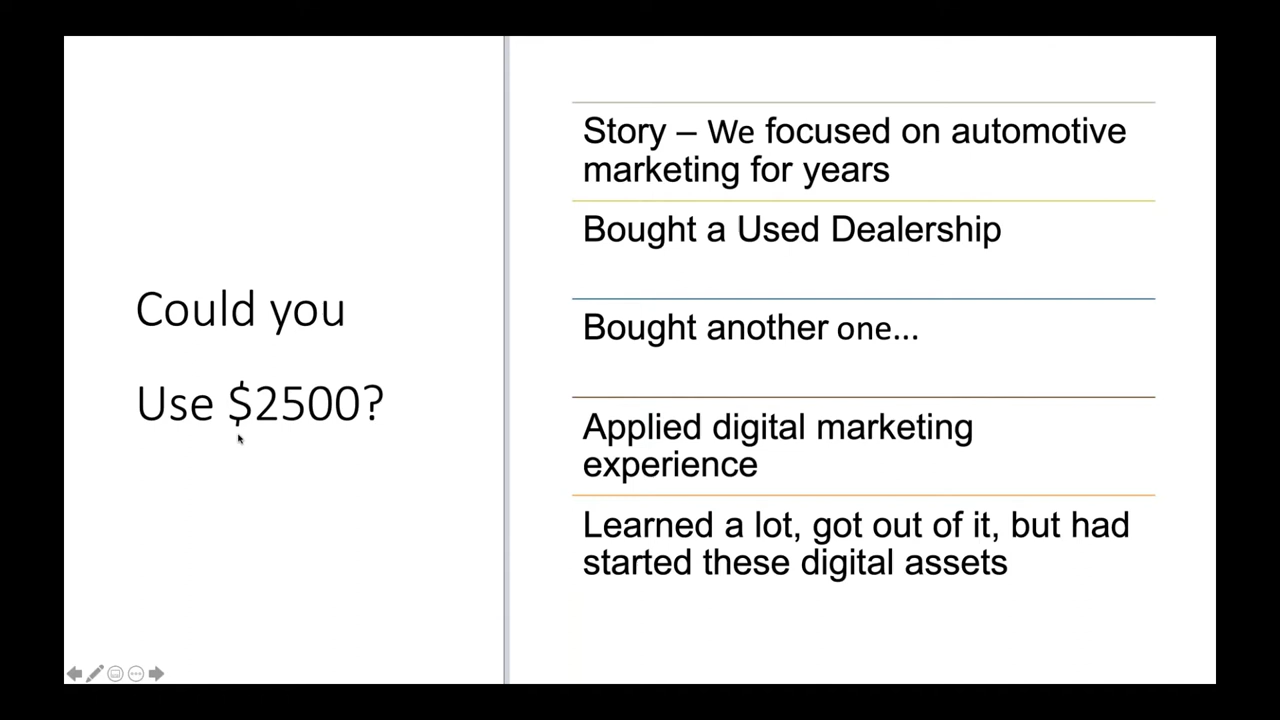 Could you
Use $2500?
Story – We focused on automotive
marketing for years
Bought a Used Dealership
Bought another one...
Applied digital marketing
experience
Learned a lot, got out of it, but had
started these digital assets